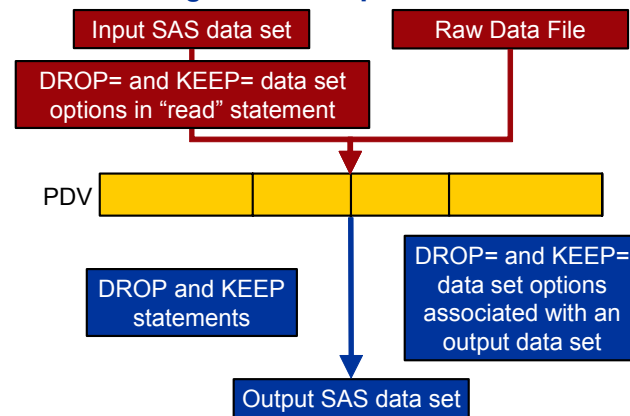 Input SAS data set
Raw Data File
DROP= and KEEP= data set
options in “read” statement
PDV
DROP and KEEP
statements
DROP= and KEEP=
data set options
associated with an
output data set
Output SAS data set